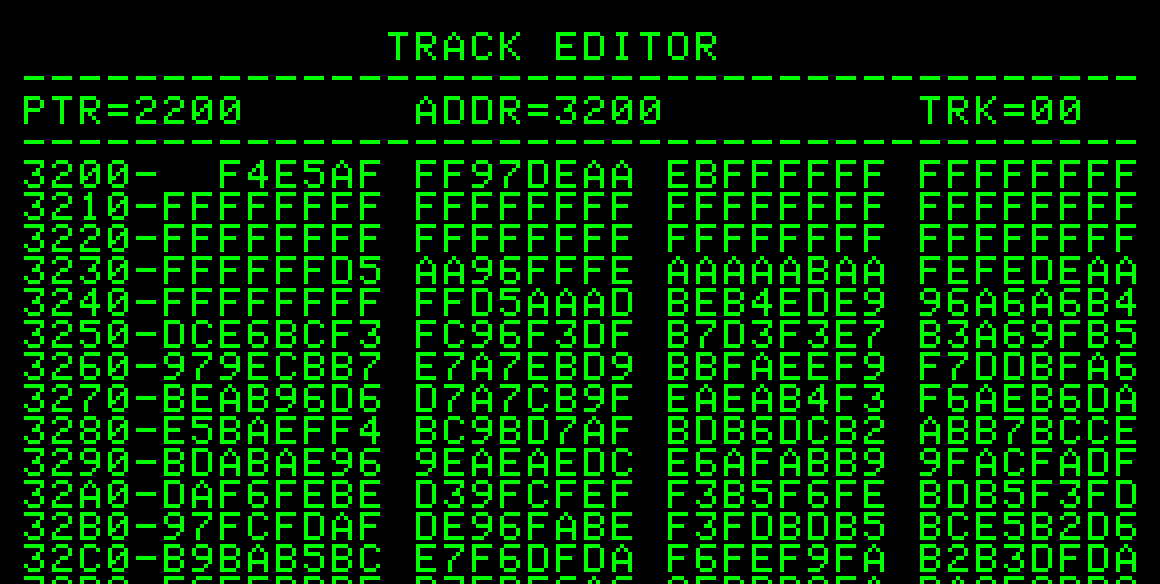 TRACK EDITOR
----------------------------------------
PTR=2200 ADDR=3200 TRK=00
----------------------------------------
3200-  F4E5AF FF97DEAA EBFFFFFF FFFFFFFF
3210-FFFFFFFF FFFFFFFF FFFFFFFF FFFFFFFF
3220-FFFFFFFF FFFFFFFF FFFFFFFF FFFFFFFF
3230-FFFFFFD5 AA96FFFE AAAAABAA FEFEDEAA
3240-FFFFFFFF FFD5AAAD BEB4EDE9 96A6A6B4
3250-DCE6BCF3 FC96F3DF B7D3F3E7 B3A69FB5
3260-979ECBB7 E7A7EBD9 BBFAEEF9 F7DDBFA6
3270-BEAB96D6 D7A7CB9F EAEAB4F3 F6AEB6DA
3280-E5BAEFF4 BC9BD7AF BDB6DCB2 ABB7BCCE
3290-BDABAE96 9EAEAEDC E6AFABB9 9FACFADF
32A0-DAF6FEBE D39FCFEF F3B5F6FE BDB5F3FD
32B0-97FCFDAF DE96FABE F3FDBDB5 BCE5B2D6
32C0-B9BAB5BC E7F6DFDA F6FEF9FA B2B3DFDA